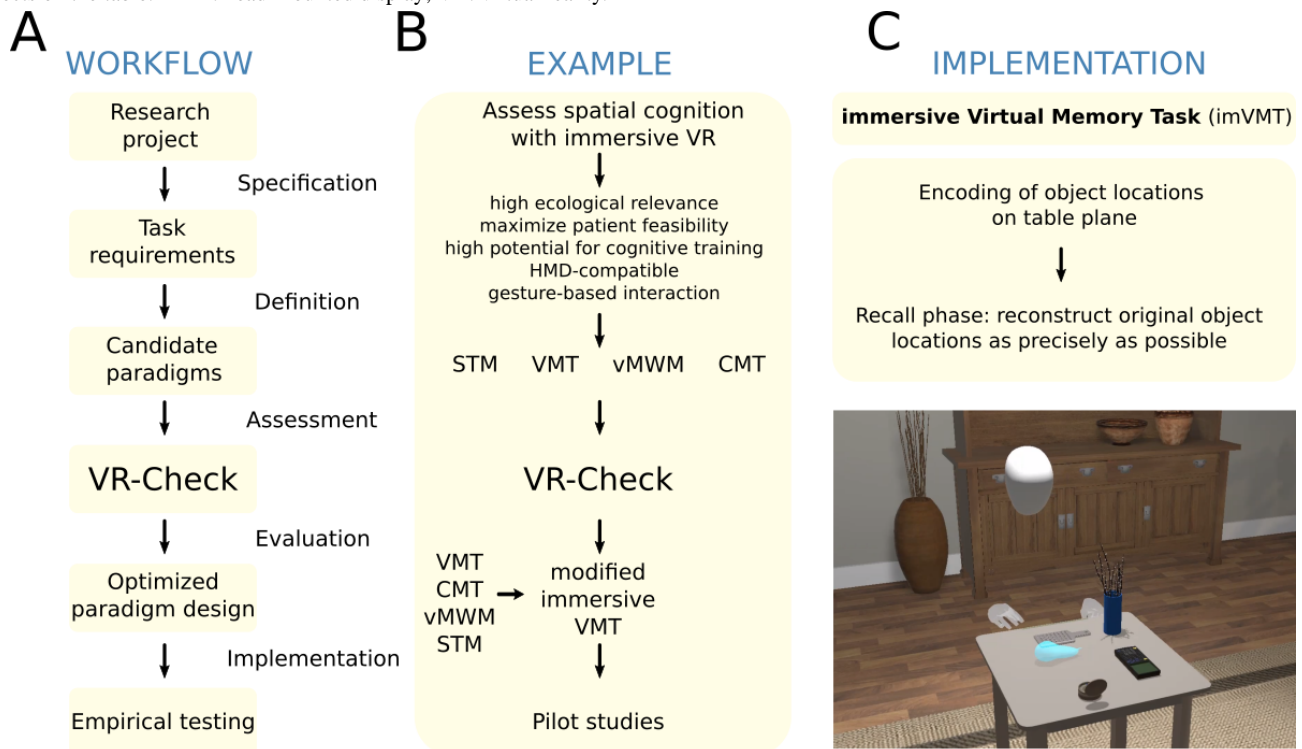 A
WORKFLOW
Research
project
Specification
Task
requirements
Definition
Candidate
paradigms
Assessment
VR-Check
Evaluation
Optimized
paradigm design
Implementation
Empirical testing
B
EXAMPLE
Assess spatial cognition
with immersive VR
high ecological relevance
maximize patient feasibility
high potential for cognitive training
HMD-compatible
gesture-based interaction
STM VMT vMWM CMT
VR-Check
VMT
CMT
vMWM
STM
modified
immersive
VMT
Pilot studies
C
IMPLEMENTATION
immersive Virtual Memory Task (imVMT)
Encoding of object locations
on table plane
Recall phase: reconstruct original object
locations as precisely as possible